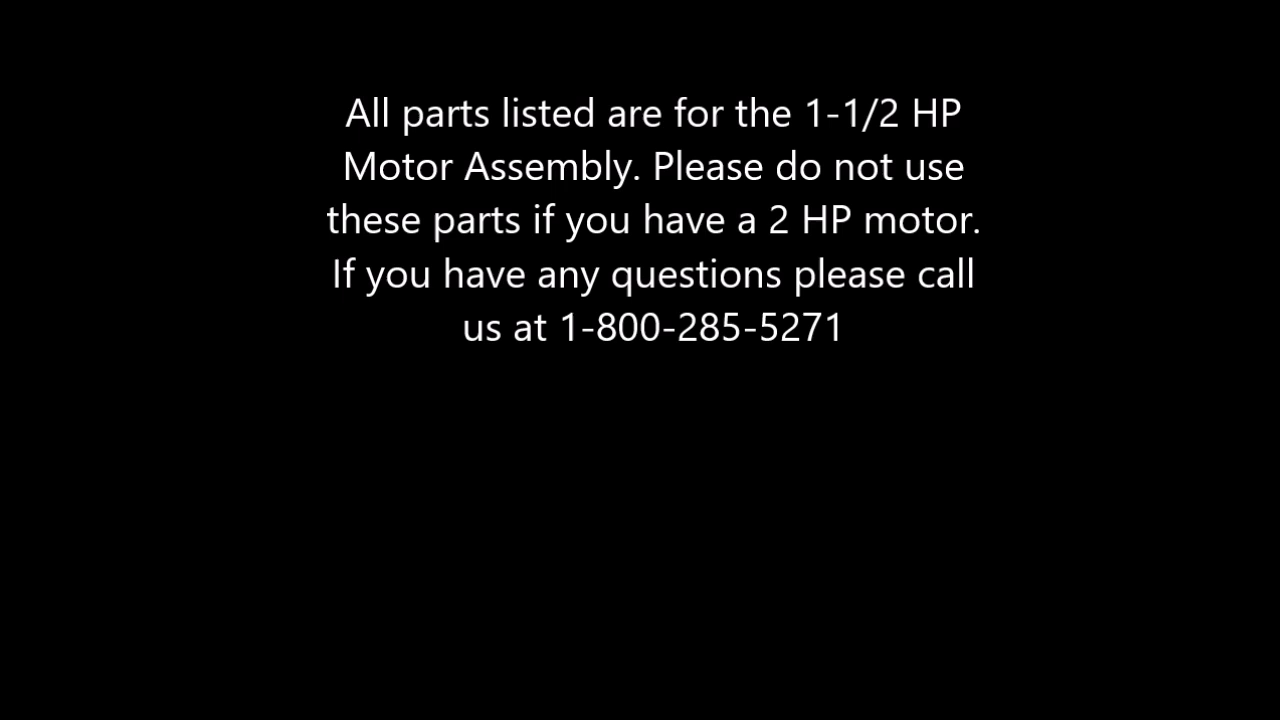 All parts listed are for the 1-1/2 HP
Motor Assembly. Please do not use
these parts if you have a 2 HP motor.
If you have any questions please call
us at 1-800-285-5271